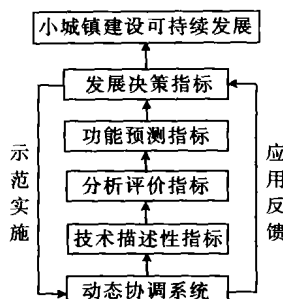 小城镇建设可持续发展
发展决策指标
功能预测指标
分析评价指标
技术描述性指标
动态协调系统
示范实施
应用反馈